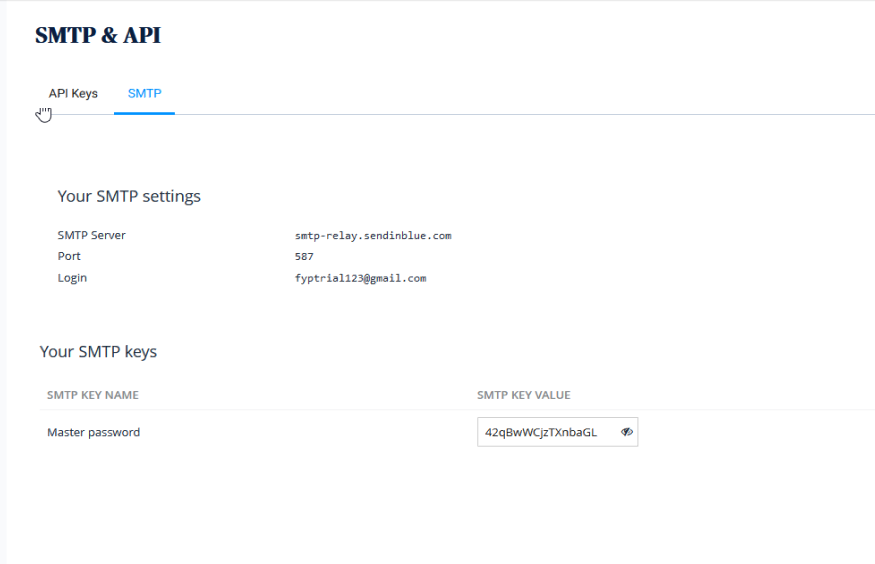 SMTP & API
API Keys SMTP
Your SMTP settings
SMTP Server smtp-relay.sendinblue.com
Port 587
Login fyptrial123@gmail.com
Your SMTP keys
SMTP KEY NAME SMTP KEY VALUE
Master password 42qBwWCjzTXnbaGL